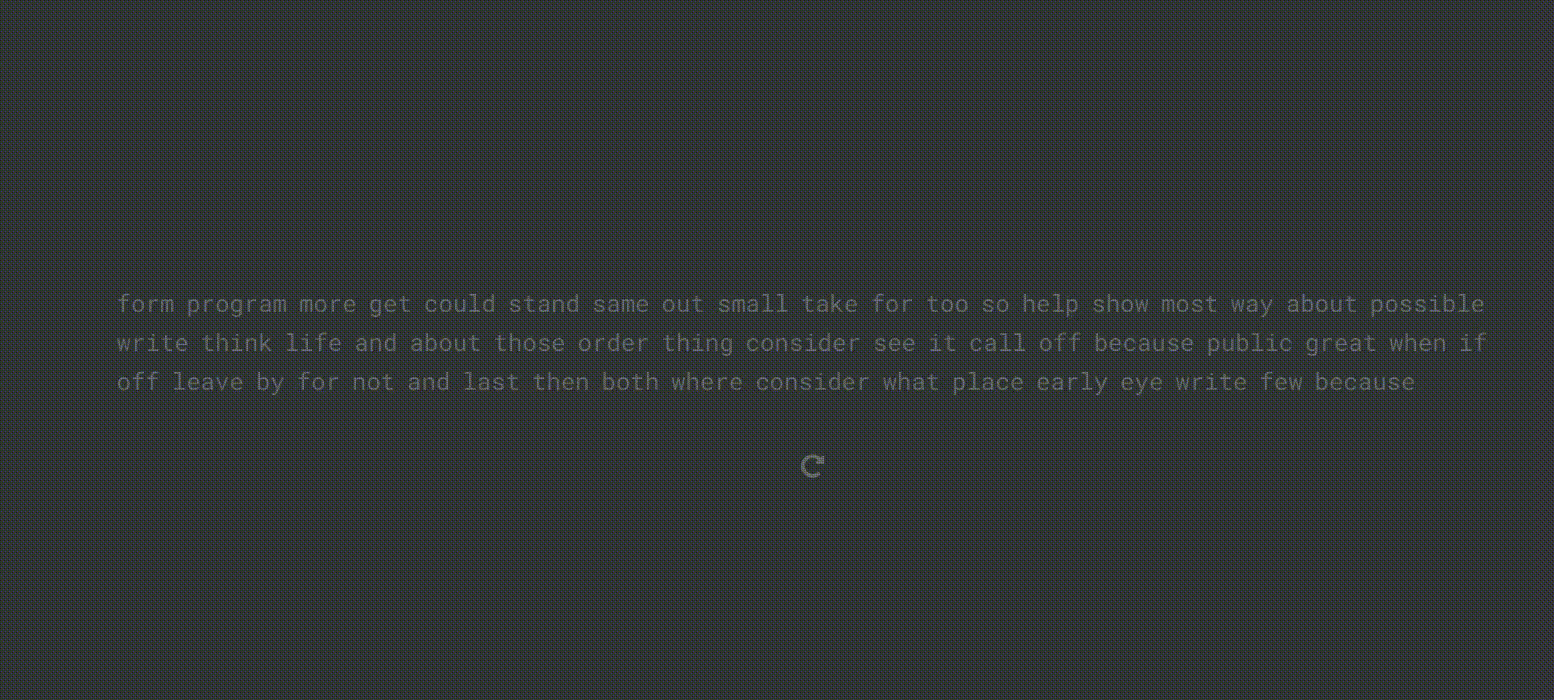 form program more get could stand same out small take for too so help show most way about possible
write think life and about those order thing consider see it call off because public great when if
off leave by for not and last then both where consider what place early eye write few because